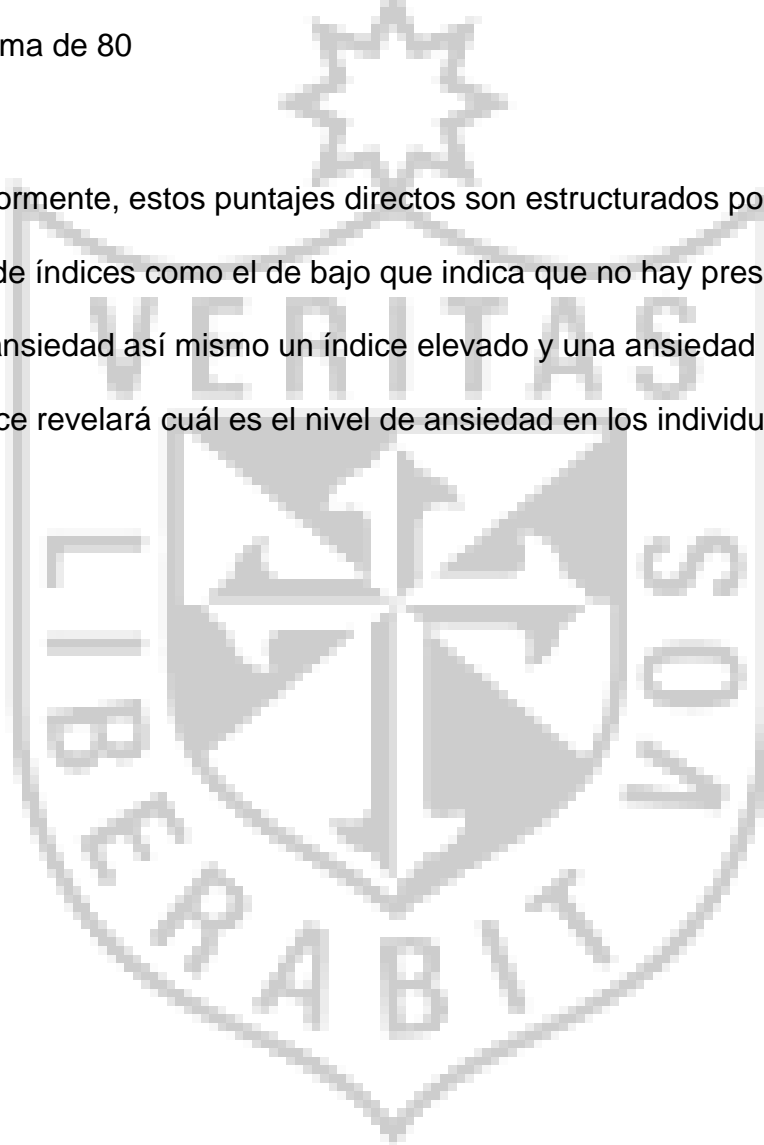 ma de 80
ormente, estos puntajes directos son estructurados po
de índices como el de bajo que indica que no hay pres
ansiedad así mismo un índice elevado y una ansiedad
ce revelará cuál es el nivel de ansiedad en los individu
VERITAS
LIBERABIT VOS